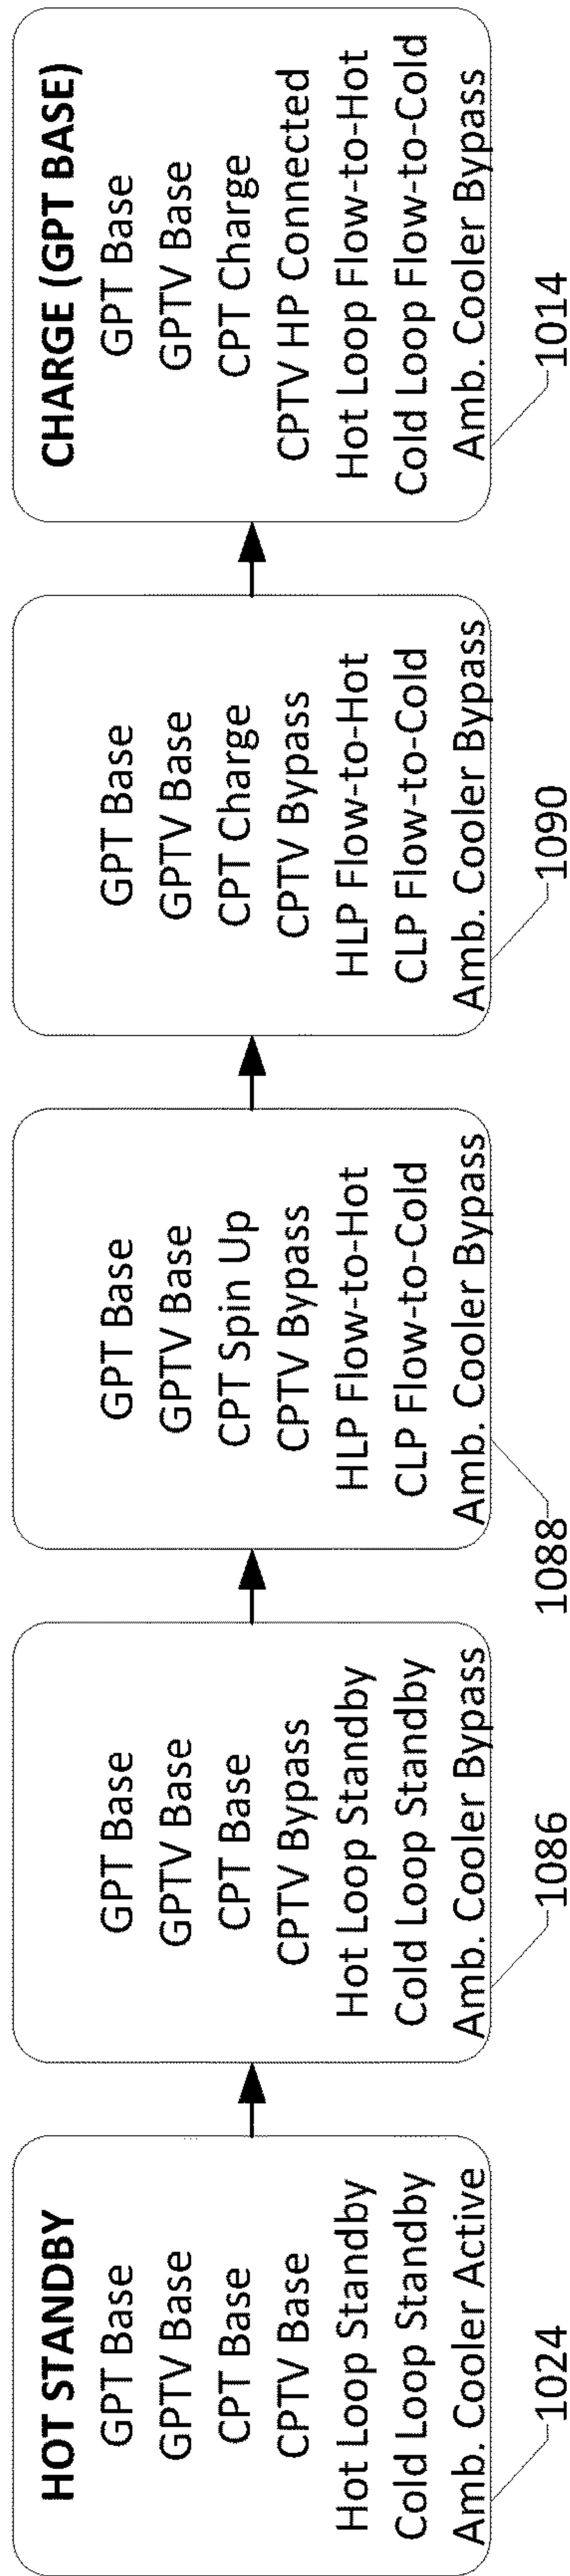 HOT STANDBY
GPT Base
GPTV Base
CPT Base
CPTV Base
Hot Loop Standby
Cold Loop Standby
Amb. Cooler Active
1024
GPT Base
GPTV Base
CPT Base
CPTV Bypass
Hot Loop Standby
Cold Loop Standby
Amb. Cooler Bypass
1086
GPT Base
GPTV Base
CPT Spin Up
CPTV Bypass
HLP Flow-to-Hot
CLP Flow-to-Cold
Amb. Cooler Bypass
1088
GPT Base
GPTV Base
CPT Charge
CPTV Bypass
HLP Flow-to-Hot
CLP Flow-to-Cold
Amb. Cooler Bypass
1090
CHARGE (GPT BASE)
GPT Base
GPTV Base
CPT Charge
CPTV HP Connected
Hot Loop Flow-to-Hot
Cold Loop Flow-to-Cold
Amb. Cooler Bypass
1014